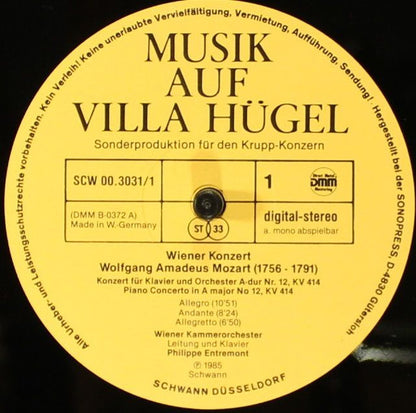 Alle Urheber- und Leistungsschutzrechte vorbehalten. Kein Verleih! Keine unerlaubte Vervielfältigung, Vermietung, Aufführung, Sendung! Hergestellt bei der SONOPRESS, D-4830 Gütersloh
MUSIK
AUF
VILLA HÜGEL
Sonderproduktion für den Krupp-Konzern
SCW 00.3031/1
1
Direct Metal
DMM
Mastering
(DMM B-0372 A)
Made in W.-Germany
ST 33
digital-stereo
a. mono abspielbar
Wiener Konzert
Wolfgang Amadeus Mozart (1756 - 1791)
Konzert für Klavier und Orchester A-dur Nr. 12, KV 414
Piano Concerto in A major No 12, KV 414
Allegro (10'51)
Andante (8'24)
Allegretto (6'50)
Wiener Kammerorchester
Leitung und Klavier
Philippe Entremont
℗ 1985
Schwann
SCHWANN DÜSSELDORF